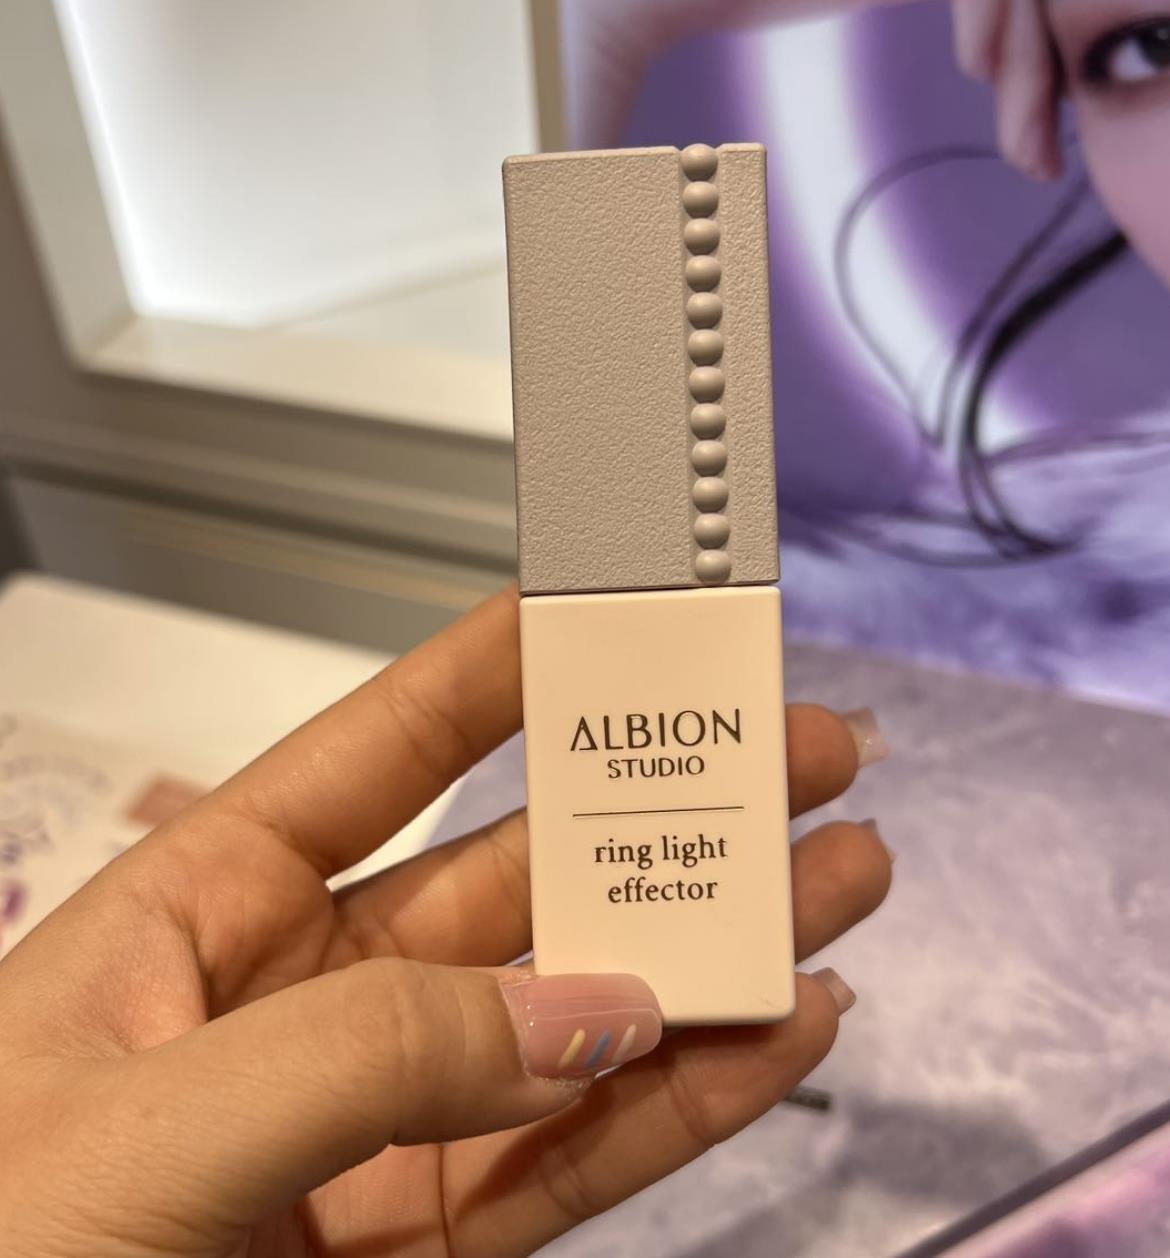 ALBION
STUDIO
ring light
effector